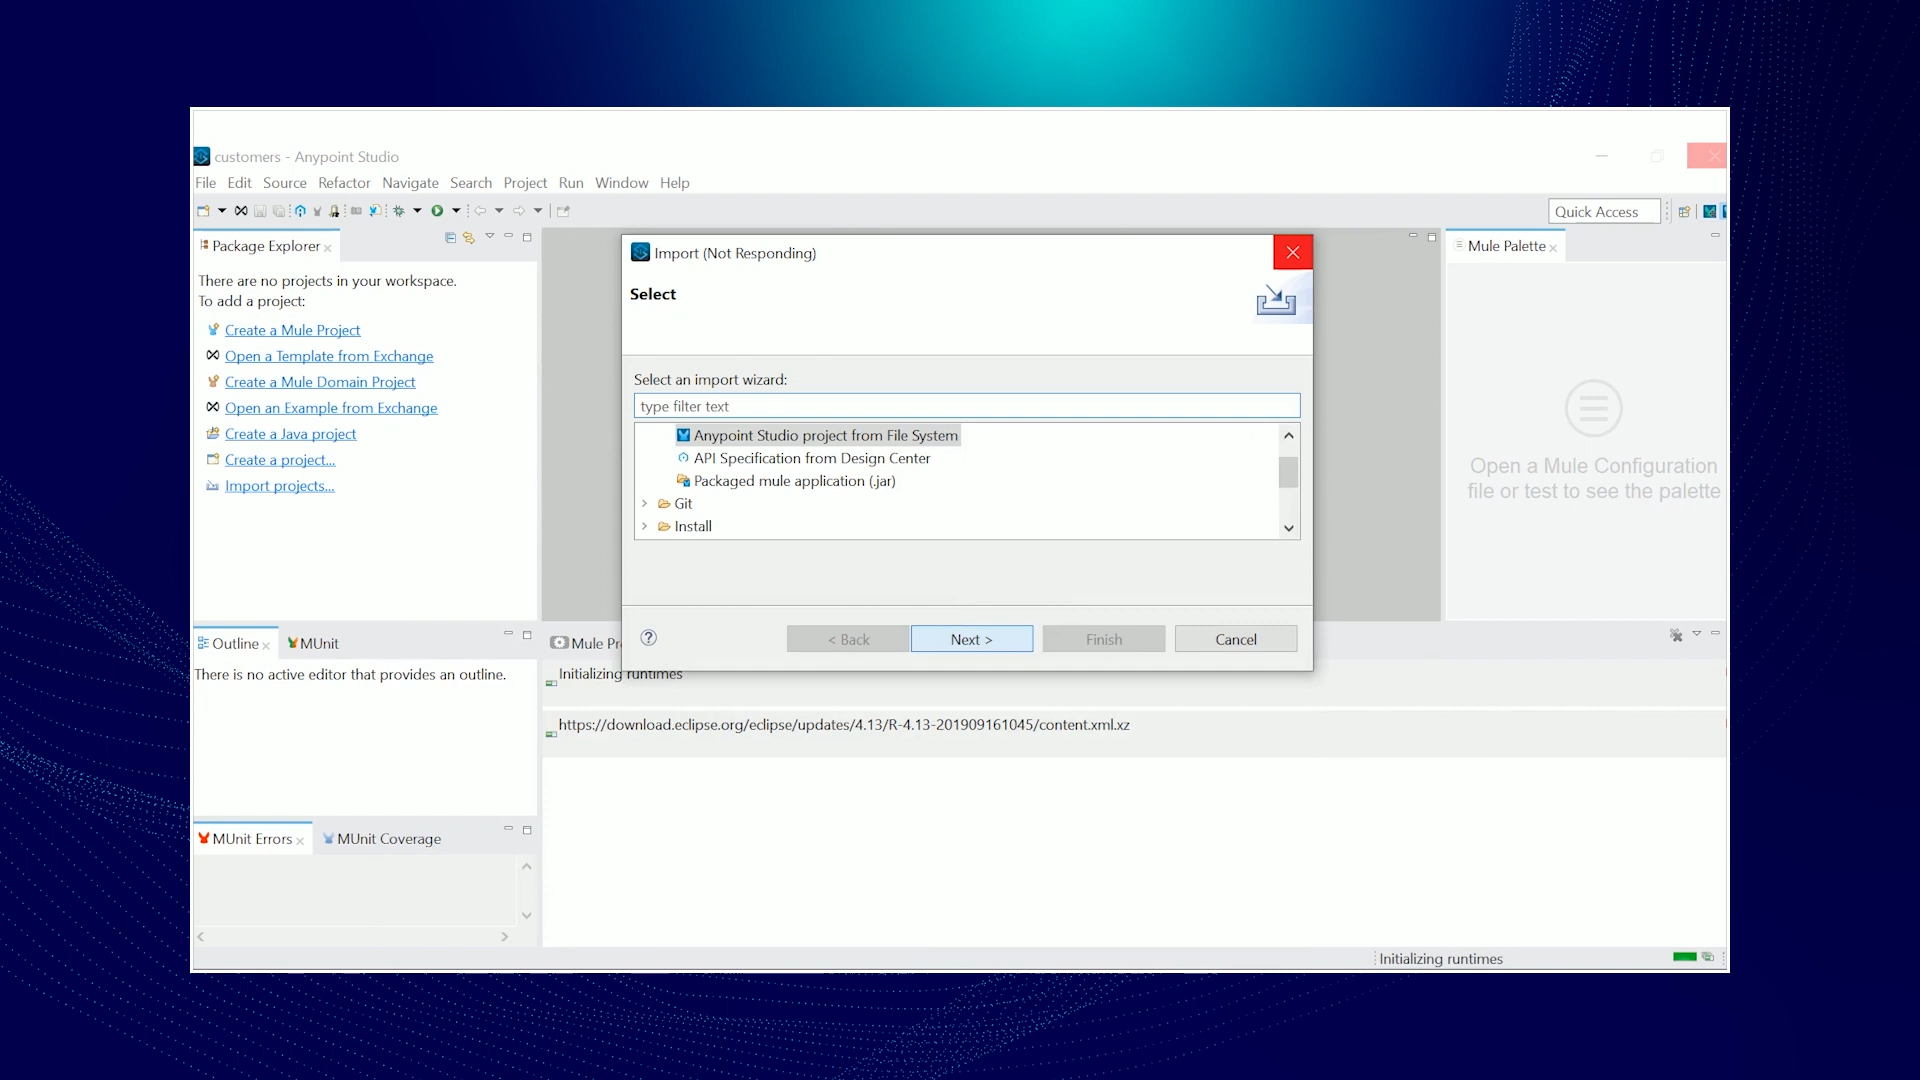 customers - Anypoint Studio
File Edit Source Refactor Navigate Search Project Run Window Help
Quick Access
Package Explorer
There are no projects in your workspace.
To add a project:
Create a Mule Project
Open a Template from Exchange
Create a Mule Domain Project
Open an Example from Exchange
Create a Java project
Create a project...
Import projects...
Import (Not Responding)
Select
Select an import wizard:
type filter text
Anypoint Studio project from File System
API Specification from Design Center
Packaged mule application (.jar)
Git
Install
< Back Next > Finish Cancel
Mule Palette
Open a Mule Configuration
file or test to see the palette
Outline MUnit
There is no active editor that provides an outline.
Mule Pr
Initializing runtimes
https://download.eclipse.org/eclipse/updates/4.13/R-4.13-201909161045/content.xml.xz
MUnit Errors MUnit Coverage
Initializing runtimes